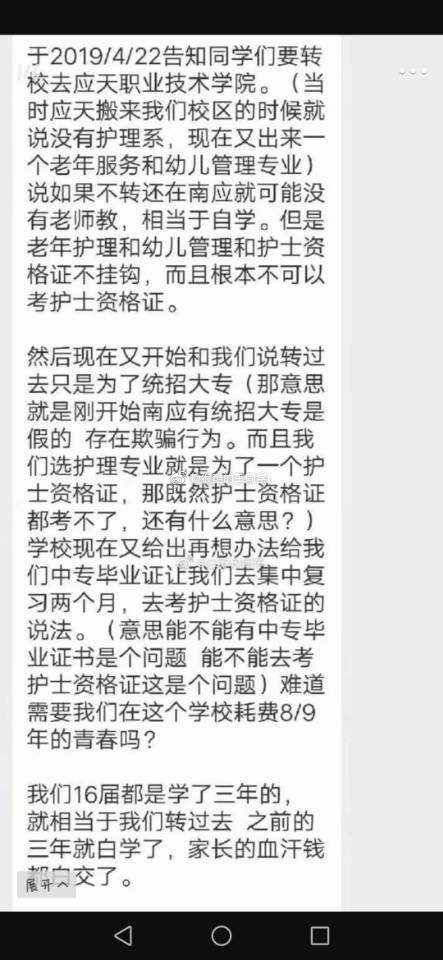 于2019/4/22告知同学们要转
校去应天职业技术学院。（当
时应天搬来我们校区的时候就
说没有护理系，现在又出来一
个老年服务和幼儿管理专业）
说如果不转还在南应就可能没
有老师教，相当于自学。但是
老年护理和幼儿管理和护士资
格证不挂钩，而且根本不可以
考护士资格证。
然后现在又开始和我们说转过
去只是为了统招大专（那意思
就是刚开始南应有统招大专是
假的 存在欺骗行为。而且我
们选护理专业就是为了一个护
士资格证，那既然护士资格证
都考不了，还有什么意思？）
学校现在又给出再想办法给我
们中专毕业证让我们去集中复
习两个月，去考护士资格证的
说法。（意思能不能有中专毕
业证书是个问题 能不能去考
护士资格证这是个问题）难道
需要我们在这个学校耗费8/9
年的青春吗？
我们16届都是学了三年的，
就相当于我们转过去 之前的
三年就白学了，家长的血汗钱
都白交了。
展开